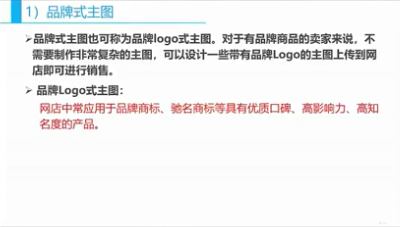 1）品牌式主图
➢品牌式主图也可称为品牌logo式主图。对于有品牌商品的卖家来说，不
需要制作非常复杂的主图，可以设计一些带有品牌Logo的主图上传到网
店即可进行销售。
➢ 品牌Logo式主图：
网店中常应用于品牌商标、驰名商标等具有优质口碑、高影响力、高知
名度的产品。